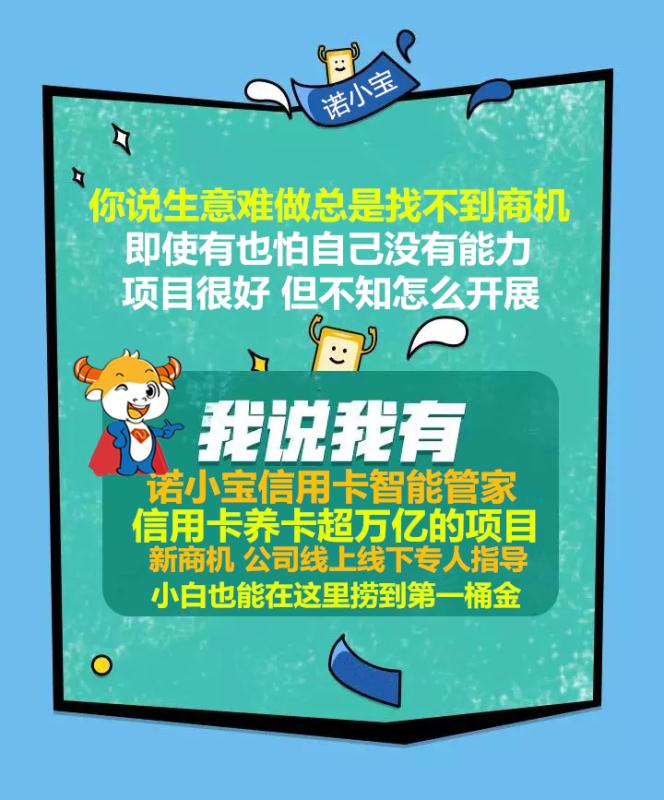 诺小宝
你说生意难做总是找不到商机
即使有也怕自己没有能力
项目很好 但不知怎么开展
我说我有
诺小宝信用卡智能管家
信用卡养卡超万亿的项目
新商机 公司线上线下专人指导
小白也能在这里捞到第一桶金